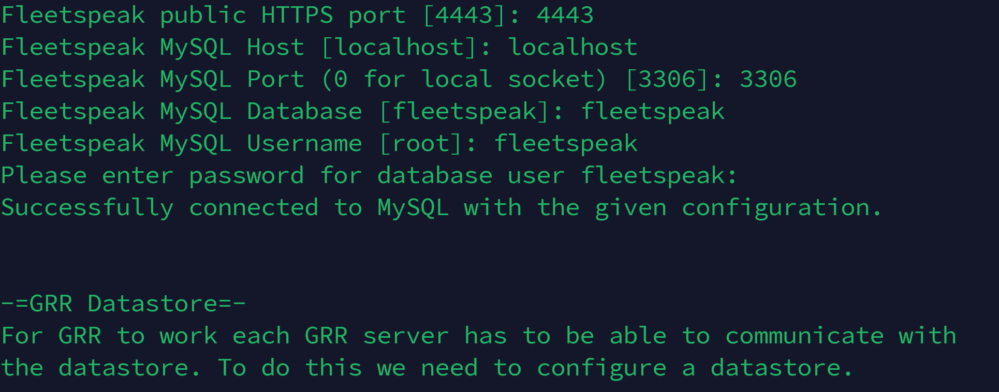 Fleetspeak public HTTPS port [4443]: 4443
Fleetspeak MySQL Host [localhost]: localhost
Fleetspeak MySQL Port (0 for local socket) [3306]: 3306
Fleetspeak MySQL Database [fleetspeak]: fleetspeak
Fleetspeak MySQL Username [root]: fleetspeak
Please enter password for database user fleetspeak:
Successfully connected to MySQL with the given configuration.
-=GRR Datastore=-
For GRR to work each GRR server has to be able to communicate with
the datastore. To do this we need to configure a datastore.